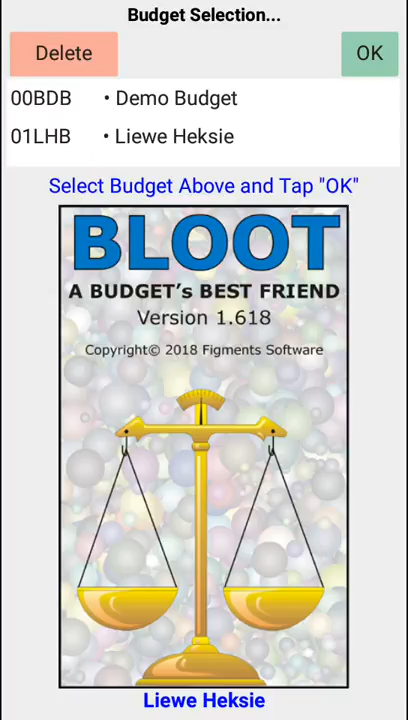 Budget Selection...
Delete
OK
00BDB • Demo Budget
01LHB • Liewe Heksie
Select Budget Above and Tap "OK"
BLOOT
A BUDGET's BEST FRIEND
Version 1.618
Copyright© 2018 Figments Software
Liewe Heksie